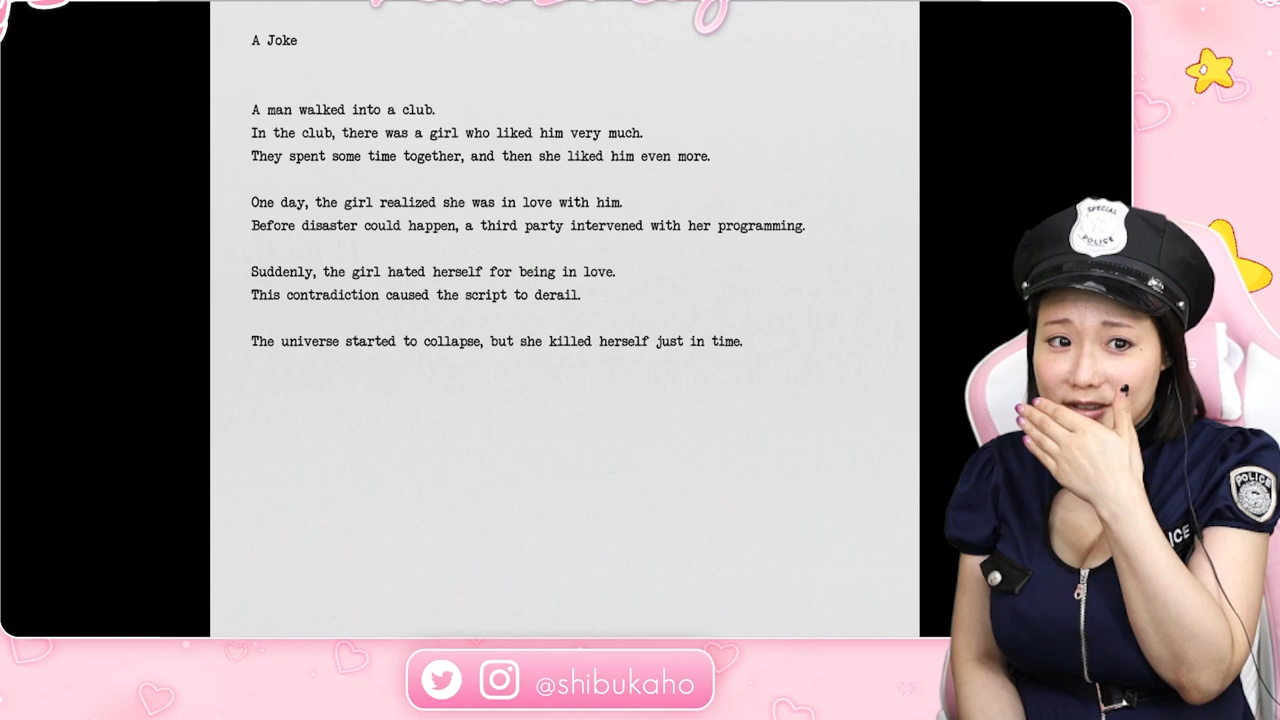 A Joke
A man walked into a club.
In the club, there was a girl who liked him very much.
They spent some time together, and then she liked him even more.
One day, the girl realized she was in love with him.
Before disaster could happen, a third party intervened with her programming.
Suddenly, the girl hated herself for being in love.
This contradiction caused the script to derail.
The universe started to collapse, but she killed herself just in time.
SPECIAL
POLICE
POLICE
ICE
@shibukaho